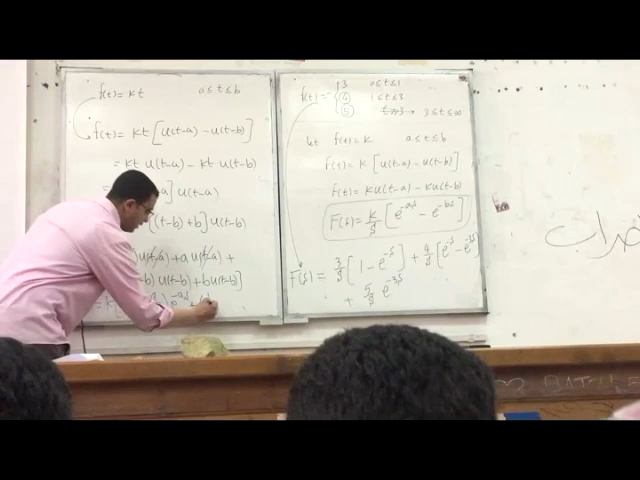 f(t) = kt a ≤ t ≤ b
f(t) = kt [u(t-a) - u(t-b)]
= kt u(t-a) - kt u(t-b)
a] u(t-a)
(t-b)+b] u(t-b)
) u(t-a) + a u(t-a) +
b) u(t-b) + b u(t-b)]
f(t) = { 3 0 ≤ t ≤ 1
4 1 ≤ t ≤ 3
5 3 ≤ t ≤ ∞
let f(t) = k a ≤ t ≤ b
f(t) = k [u(t-a) - u(t-b)]
f(t) = k u(t-a) - k u(t-b)
F(s) = k/s [e^{-as} - e^{-bs}]
F(s) = 3/s [1 - e^{-s}] + 4/s [e^{-s} - e^{-3s}]
+ 5/s e^{-3s}